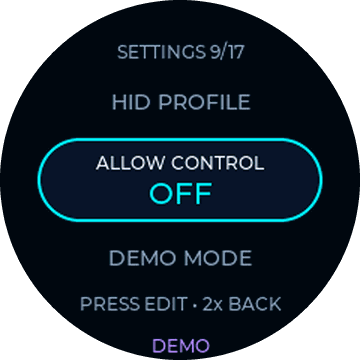 SETTINGS 9/17
HID PROFILE
ALLOW CONTROL
OFF
DEMO MODE
PRESS EDIT • 2x BACK
DEMO